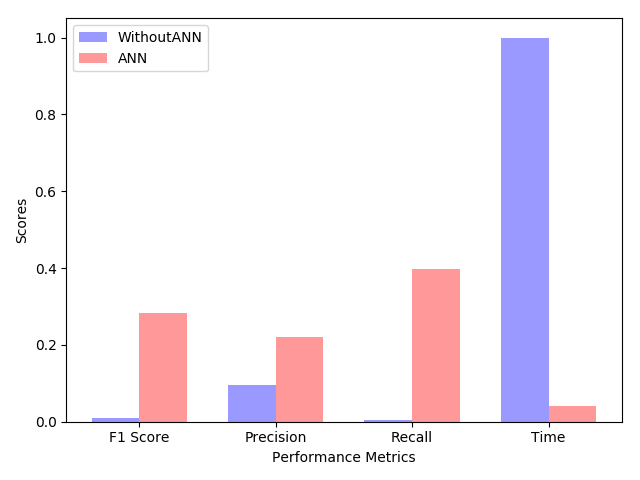 WithoutANN
ANN
Scores
1.0
0.8
0.6
0.4
0.2
0.0
F1 Score Precision Recall Time
Performance Metrics